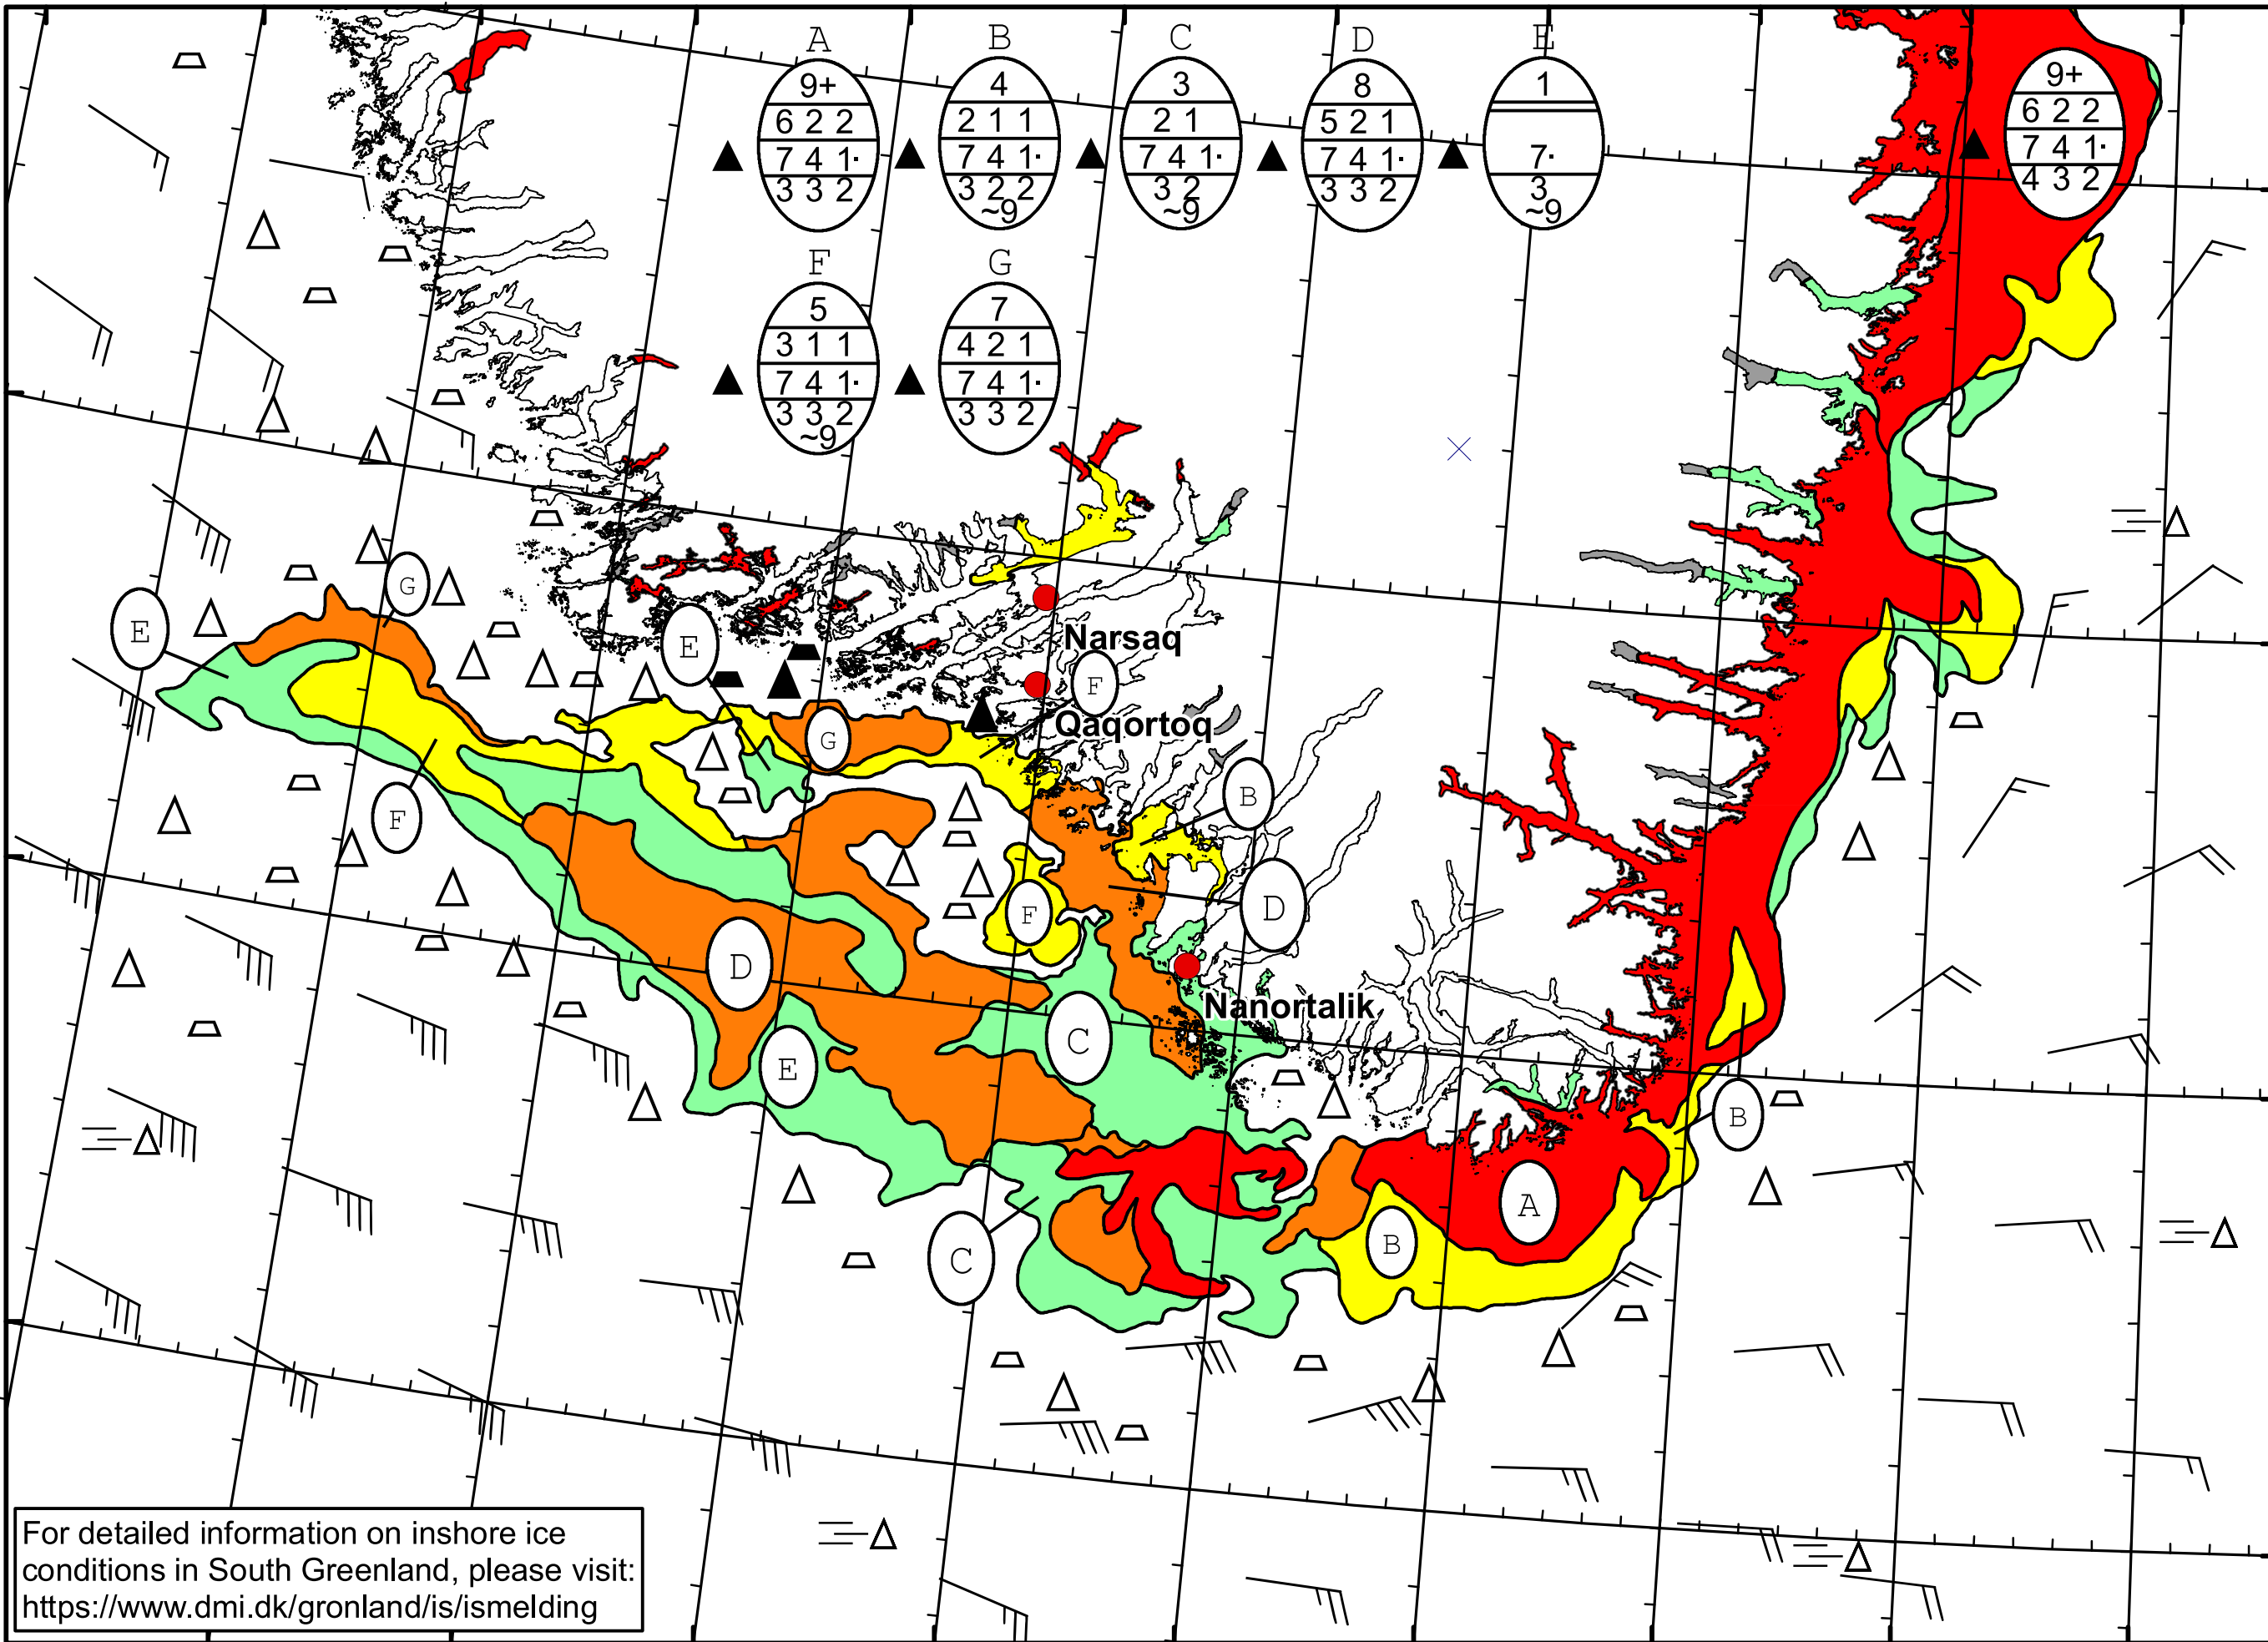 A B C D E
9+ 4 3 8 1 9+
6 2 2 2 1 1 2 1 5 2 1 6 2 2
7 4 1· 7 4 1· 7 4 1· 7 4 1· 7· 7 4 1·
3 3 2 3 2 2 3 2 3 3 2 3 4 3 2
~9 ~9 ~9
F G
5 7
3 1 1 4 2 1
7 4 1· 7 4 1·
3 3 2 3 3 2
~9
G
E
E
Narsaq
F
Qaqortoq
G
B
F
F
D
D
Nanortalik
C
E
B
A
B
C
For detailed information on inshore ice
conditions in South Greenland, please visit:
https://www.dmi.dk/gronland/is/ismelding